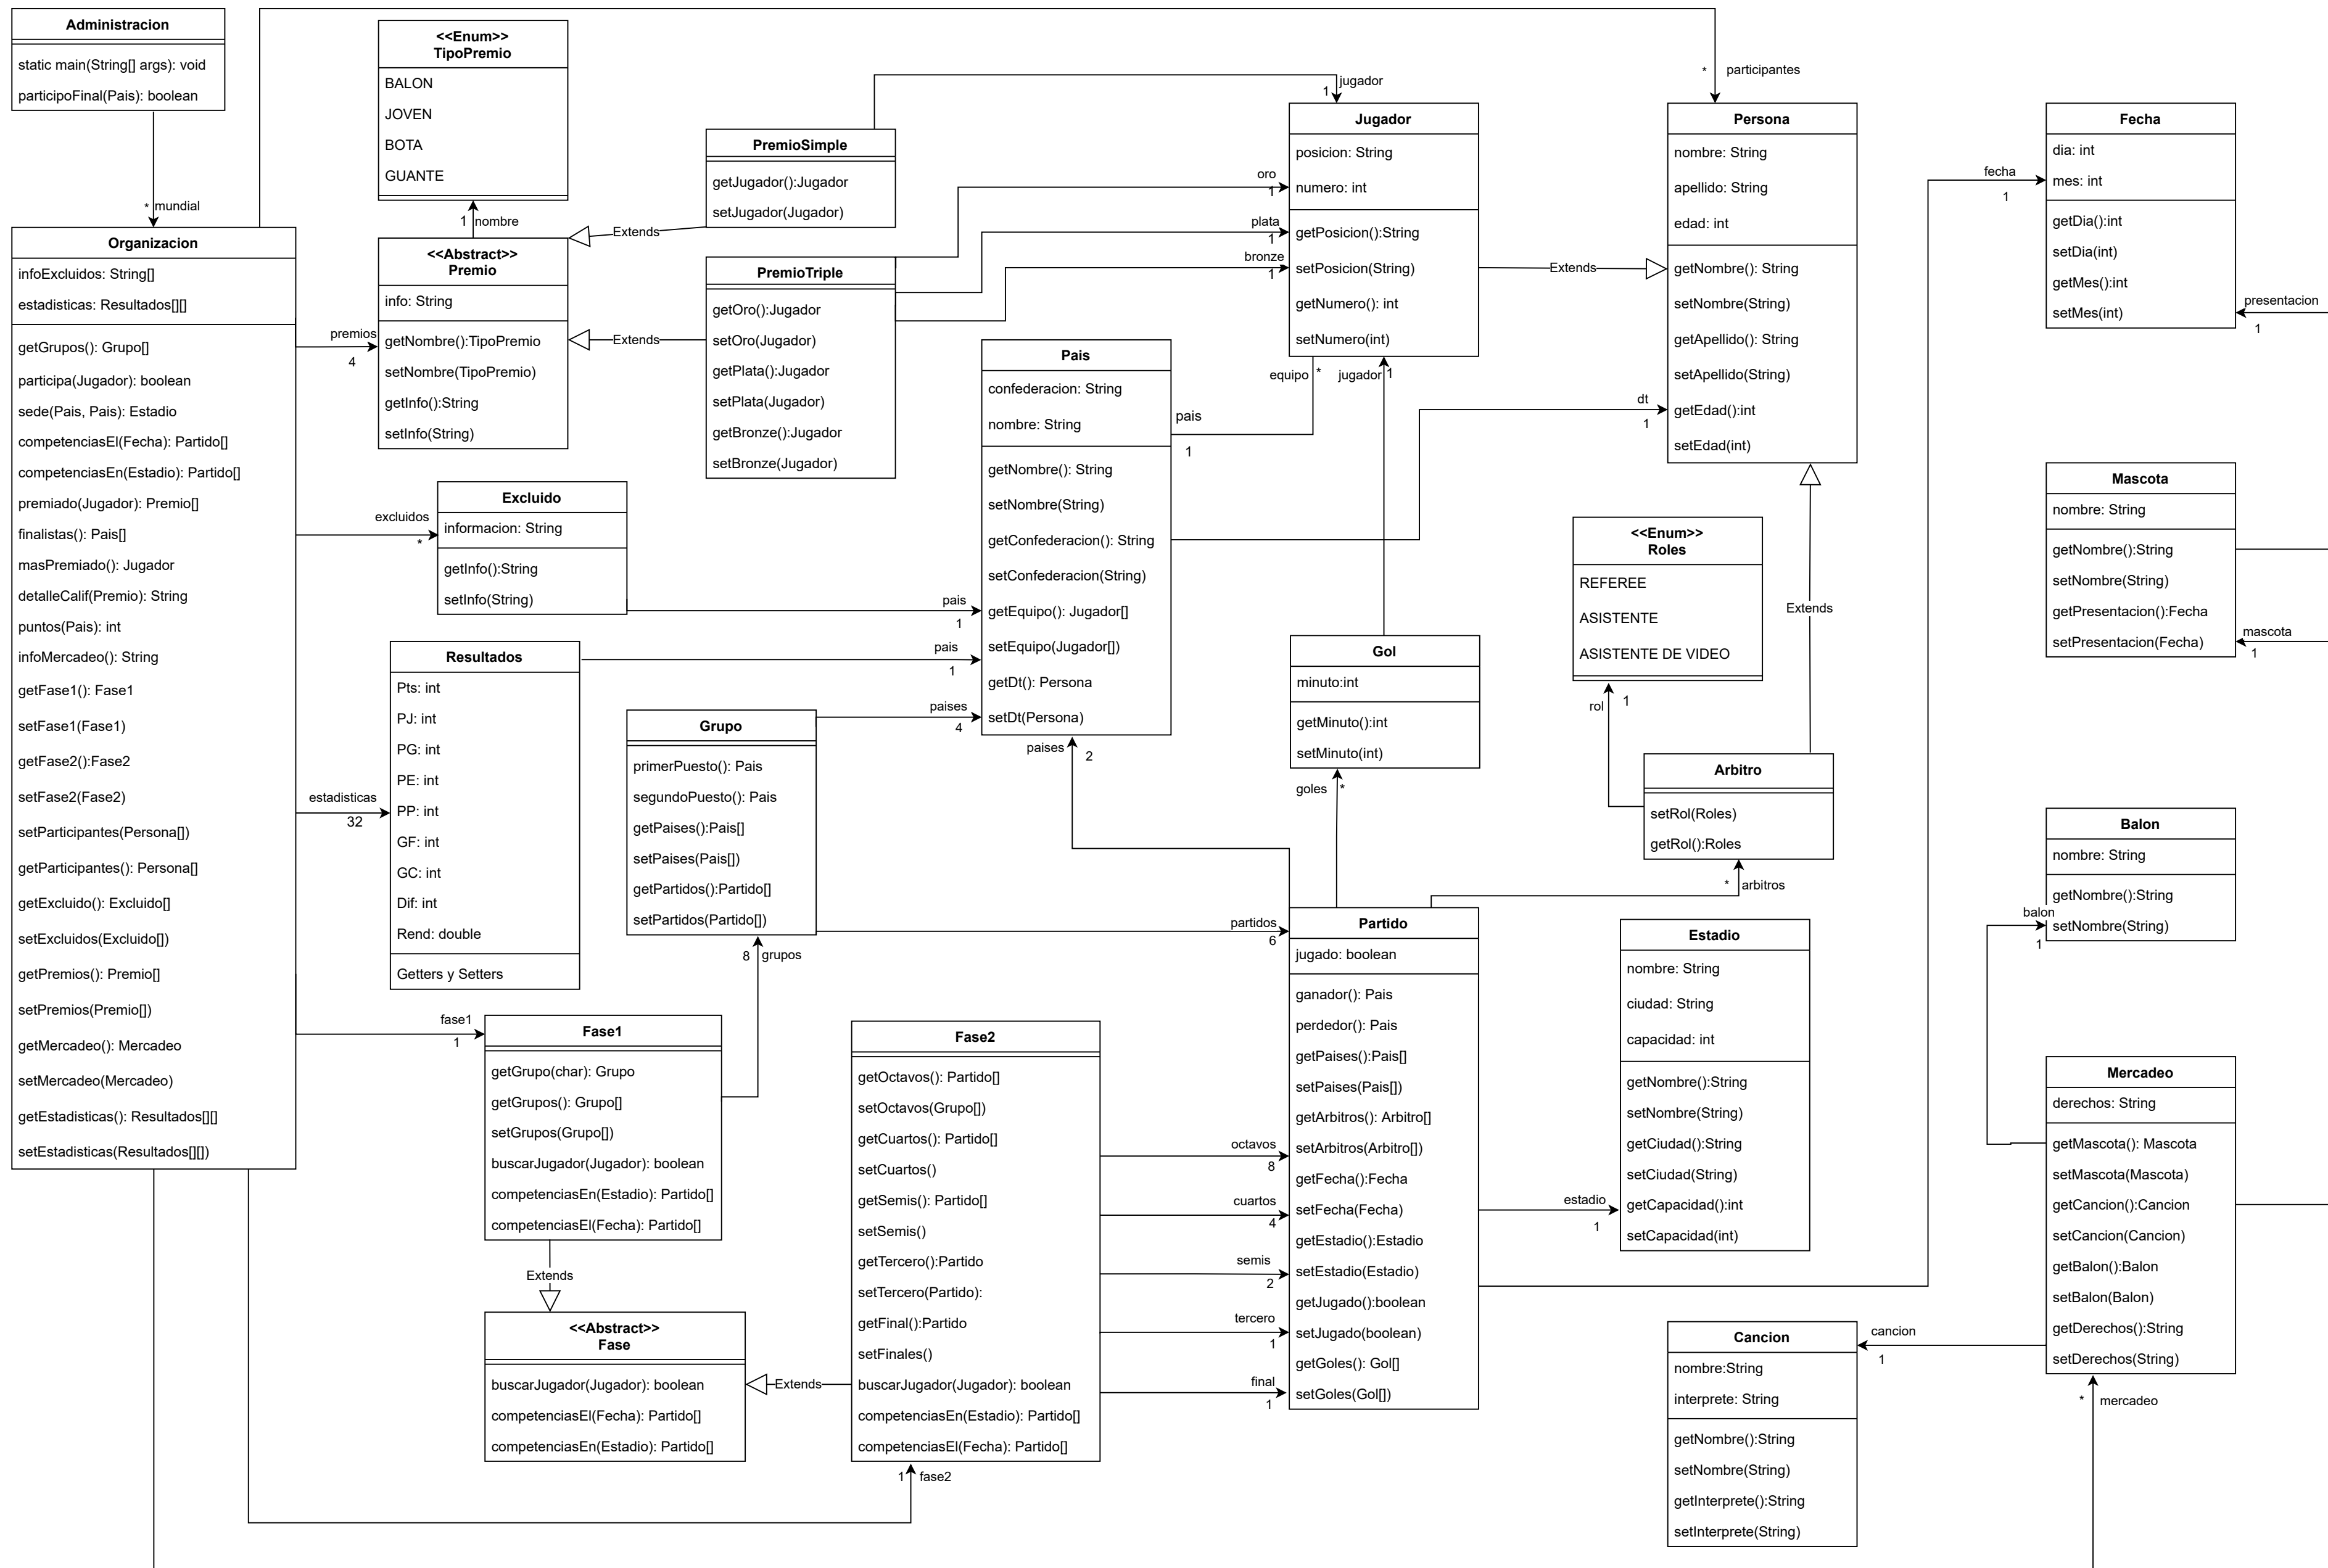 Administracion
static main(String[] args): void
participoFinal(Pais): boolean
* mundial
Organizacion
infoExcluidos: String[]
estadisticas: Resultados[][]
getGrupos(): Grupo[]
participa(Jugador): boolean
sede(Pais, Pais): Estadio
competenciasEl(Fecha): Partido[]
competenciasEn(Estadio): Partido[]
premiado(Jugador): Premio[]
finalistas(): Pais[]
masPremiado(): Jugador
detalleCalif(Premio): String
puntos(Pais): int
infoMercadeo(): String
getFase1(): Fase1
setFase1(Fase1)
getFase2():Fase2
setFase2(Fase2)
setParticipantes(Persona[])
getParticipantes(): Persona[]
getExcluido(): Excluido[]
setExcluidos(Excluido[])
getPremios(): Premio[]
setPremios(Premio[])
getMercadeo(): Mercadeo
setMercadeo(Mercadeo)
getEstadisticas(): Resultados[][]
setEstadisticas(Resultados[][])
<<Enum>>
TipoPremio
BALON
JOVEN
BOTA
GUANTE
1 nombre
<<Abstract>>
Premio
info: String
getNombre():TipoPremio
setNombre(TipoPremio)
getInfo():String
setInfo(String)
premios
4
Extends
Extends
PremioSimple
getJugador():Jugador
setJugador(Jugador)
PremioTriple
getOro():Jugador
setOro(Jugador)
getPlata():Jugador
setPlata(Jugador)
getBronze():Jugador
setBronze(Jugador)
excluidos
*
Excluido
informacion: String
getInfo():String
setInfo(String)
pais
1
estadisticas
32
Resultados
Pts: int
PJ: int
PG: int
PE: int
PP: int
GF: int
GC: int
Dif: int
Rend: double
Getters y Setters
pais
1
Grupo
primerPuesto(): Pais
segundoPuesto(): Pais
getPaises():Pais[]
setPaises(Pais[])
getPartidos():Partido[]
setPartidos(Partido[])
paises
4
8 grupos
partidos
6
fase1
1
Fase1
getGrupo(char): Grupo
getGrupos(): Grupo[]
setGrupos(Grupo[])
buscarJugador(Jugador): boolean
competenciasEn(Estadio): Partido[]
competenciasEl(Fecha): Partido[]
Extends
<<Abstract>>
Fase
buscarJugador(Jugador): boolean
competenciasEl(Fecha): Partido[]
competenciasEn(Estadio): Partido[]
Extends
Fase2
getOctavos(): Partido[]
setOctavos(Grupo[])
getCuartos(): Partido[]
setCuartos()
getSemis(): Partido[]
setSemis()
getTercero():Partido
setTercero(Partido):
getFinal():Partido
setFinales()
buscarJugador(Jugador): boolean
competenciasEn(Estadio): Partido[]
competenciasEl(Fecha): Partido[]
1 fase2
octavos
8
cuartos
4
semis
2
tercero
1
final
1
jugador
1
oro
1
plata
1
bronze
1
Jugador
posicion: String
numero: int
getPosicion():String
setPosicion(String)
getNumero(): int
setNumero(int)
Extends
Pais
confederacion: String
nombre: String
getNombre(): String
setNombre(String)
getConfederacion(): String
setConfederacion(String)
getEquipo(): Jugador[]
setEquipo(Jugador[])
getDt(): Persona
setDt(Persona)
equipo *
pais
1
jugador 1
dt
1
paises
2
Gol
minuto:int
getMinuto():int
setMinuto(int)
goles *
Partido
jugado: boolean
ganador(): Pais
perdedor(): Pais
getPaises():Pais[]
setPaises(Pais[])
getArbitros(): Arbitro[]
setArbitros(Arbitro[])
getFecha():Fecha
setFecha(Fecha)
getEstadio():Estadio
setEstadio(Estadio)
getJugado():boolean
setJugado(boolean)
getGoles(): Gol[]
setGoles(Gol[])
* participantes
Persona
nombre: String
apellido: String
edad: int
getNombre(): String
setNombre(String)
getApellido(): String
setApellido(String)
getEdad():int
setEdad(int)
Extends
<<Enum>>
Roles
REFEREE
ASISTENTE
ASISTENTE DE VIDEO
rol 1
Arbitro
setRol(Roles)
getRol():Roles
* arbitros
estadio
1
Estadio
nombre: String
ciudad: String
capacidad: int
getNombre():String
setNombre(String)
getCiudad():String
setCiudad(String)
getCapacidad():int
setCapacidad(int)
fecha
1
Fecha
dia: int
mes: int
getDia():int
setDia(int)
getMes():int
setMes(int)
presentacion
1
Mascota
nombre: String
getNombre():String
setNombre(String)
getPresentacion():Fecha
setPresentacion(Fecha)
mascota
1
Balon
nombre: String
getNombre():String
setNombre(String)
balon
1
Mercadeo
derechos: String
getMascota(): Mascota
setMascota(Mascota)
getCancion():Cancion
setCancion(Cancion)
getBalon():Balon
setBalon(Balon)
getDerechos():String
setDerechos(String)
* mercadeo
cancion
1
Cancion
nombre:String
interprete: String
getNombre():String
setNombre(String)
getInterprete():String
setInterprete(String)